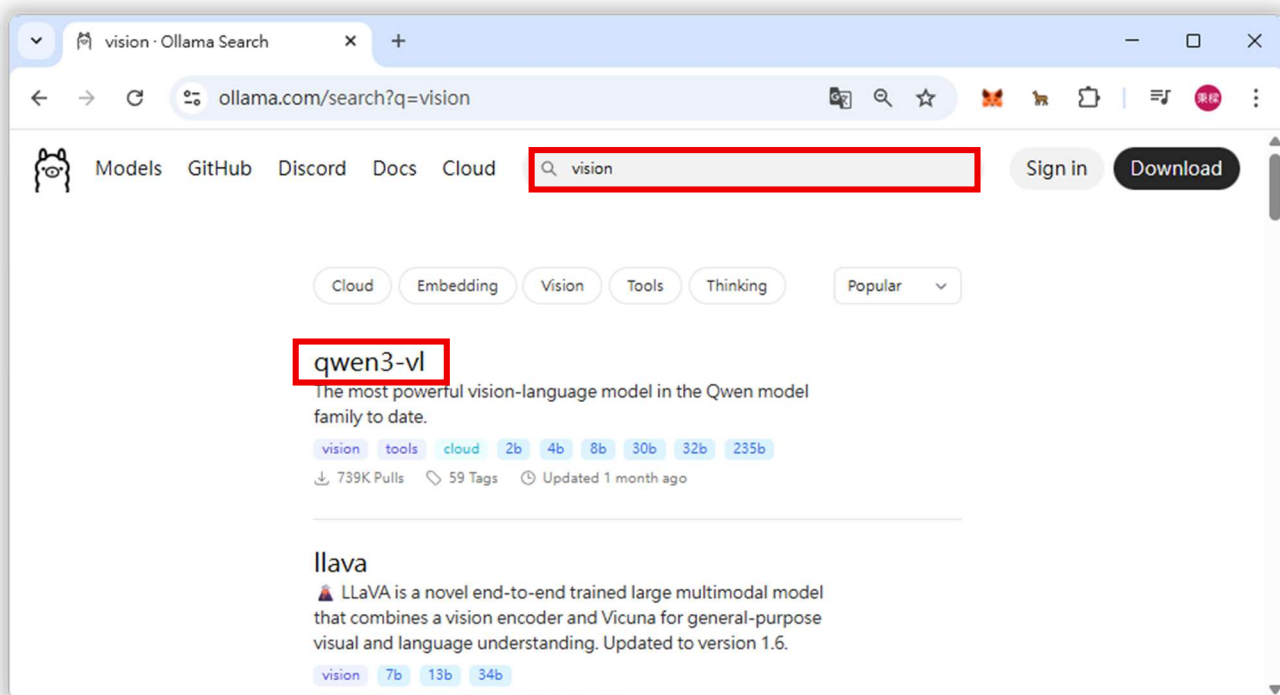 vision · Ollama Search
ollama.com/search?q=vision
Models GitHub Discord Docs Cloud vision Sign in Download
Cloud Embedding Vision Tools Thinking Popular
qwen3-vl
The most powerful vision-language model in the Qwen model
family to date.
vision tools cloud 2b 4b 8b 30b 32b 235b
739K Pulls 59 Tags Updated 1 month ago
llava
🌋 LLaVA is a novel end-to-end trained large multimodal model
that combines a vision encoder and Vicuna for general-purpose
visual and language understanding. Updated to version 1.6.
vision 7b 13b 34b